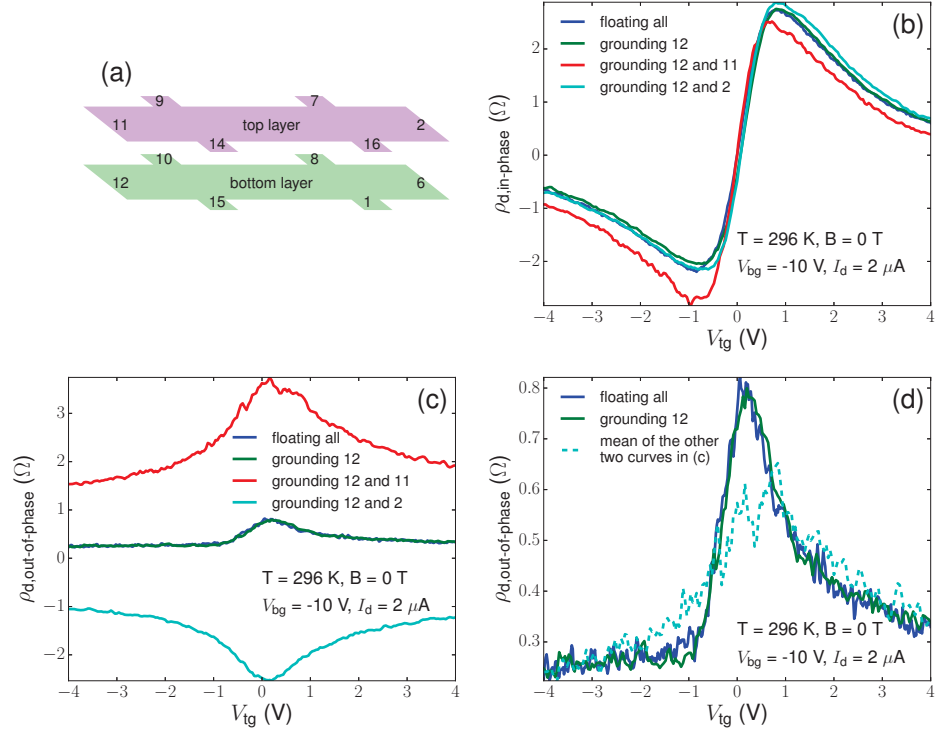 (a)
9
7
11
top layer
2
14
16
10
8
12
bottom layer
6
15
1
(b)
floating all
grounding 12
grounding 12 and 11
grounding 12 and 2
T = 296 K, B = 0 T
V_bg = -10 V, I_d = 2 μA
ρ_d,in-phase (Ω)
2
1
0
−1
−2
−4 −3 −2 −1 0 1 2 3 4
V_tg (V)
(c)
floating all
grounding 12
grounding 12 and 11
grounding 12 and 2
T = 296 K, B = 0 T
V_bg = -10 V, I_d = 2 μA
ρ_d,out-of-phase (Ω)
3
2
1
0
−1
−2
−4 −3 −2 −1 0 1 2 3 4
V_tg (V)
(d)
floating all
grounding 12
mean of the other
two curves in (c)
T = 296 K, B = 0 T
V_bg = -10 V, I_d = 2 μA
ρ_d,out-of-phase (Ω)
0.8
0.7
0.6
0.5
0.4
0.3
−4 −3 −2 −1 0 1 2 3 4
V_tg (V)